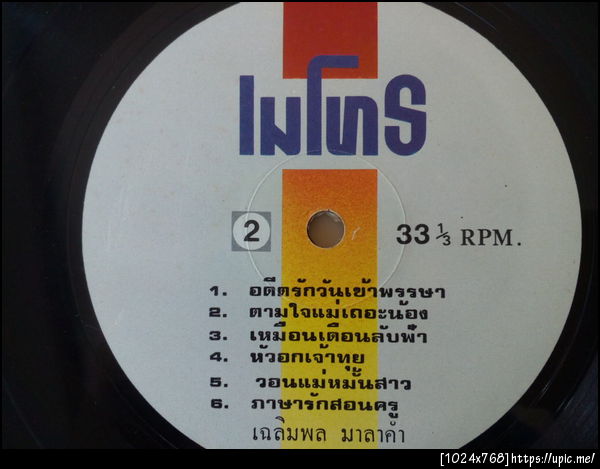 เมโทร
2
33 1/3 RPM.
1. อดีตรักวันเข้าพรรษา
2. ตามใจแม่เถอะน้อง
3. เหมือนเดือนลับฟ้า
4. หัวอกเจ้าทุย
5. วอนแม่หมั้นสาว
6. ภาษารักสอนครู
เฉลิมพล มาลาคำ
[1024x768]https://upic.me/